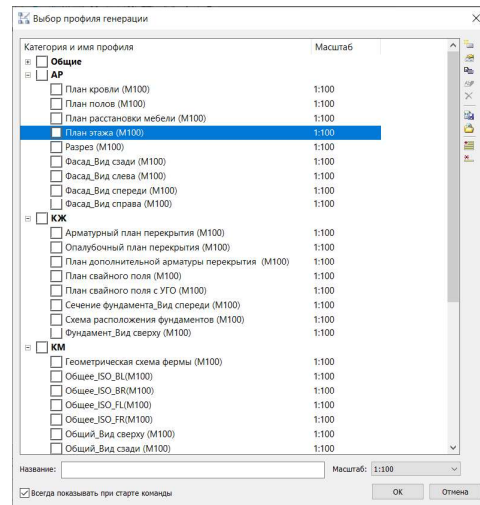 Выбор профиля генерации
Категория и имя профиля Масштаб
Общие
АР
План кровли (М100) 1:100
План полов (М100) 1:100
План расстановки мебели (М100) 1:100
План этажа (М100) 1:100
Разрез (М100) 1:100
Фасад_Вид сзади (М100) 1:100
Фасад_Вид слева (М100) 1:100
Фасад_Вид спереди (М100) 1:100
Фасад_Вид справа (М100) 1:100
КЖ
Арматурный план перекрытия (М100) 1:100
Опалубочный план перекрытия (М100) 1:100
План дополнительной арматуры перекрытия (М100) 1:100
План свайного поля (М100) 1:100
План свайного поля с УГО (М100) 1:100
Сечение фундамента_Вид спереди (М100) 1:100
Схема расположения фундаментов (М100) 1:100
Фундамент_Вид сверху (М100) 1:100
КМ
Геометрическая схема фермы (М100) 1:100
Общее_ISO_BL(М100) 1:100
Общее_ISO_BR(М100) 1:100
Общее_ISO_FL(М100) 1:100
Общее_ISO_FR(М100) 1:100
Общий_Вид сверху (М100) 1:100
Общий_Вид сзади (М100) 1:100
Название: Масштаб: 1:100
Всегда показывать при старте команды ОК Отмена